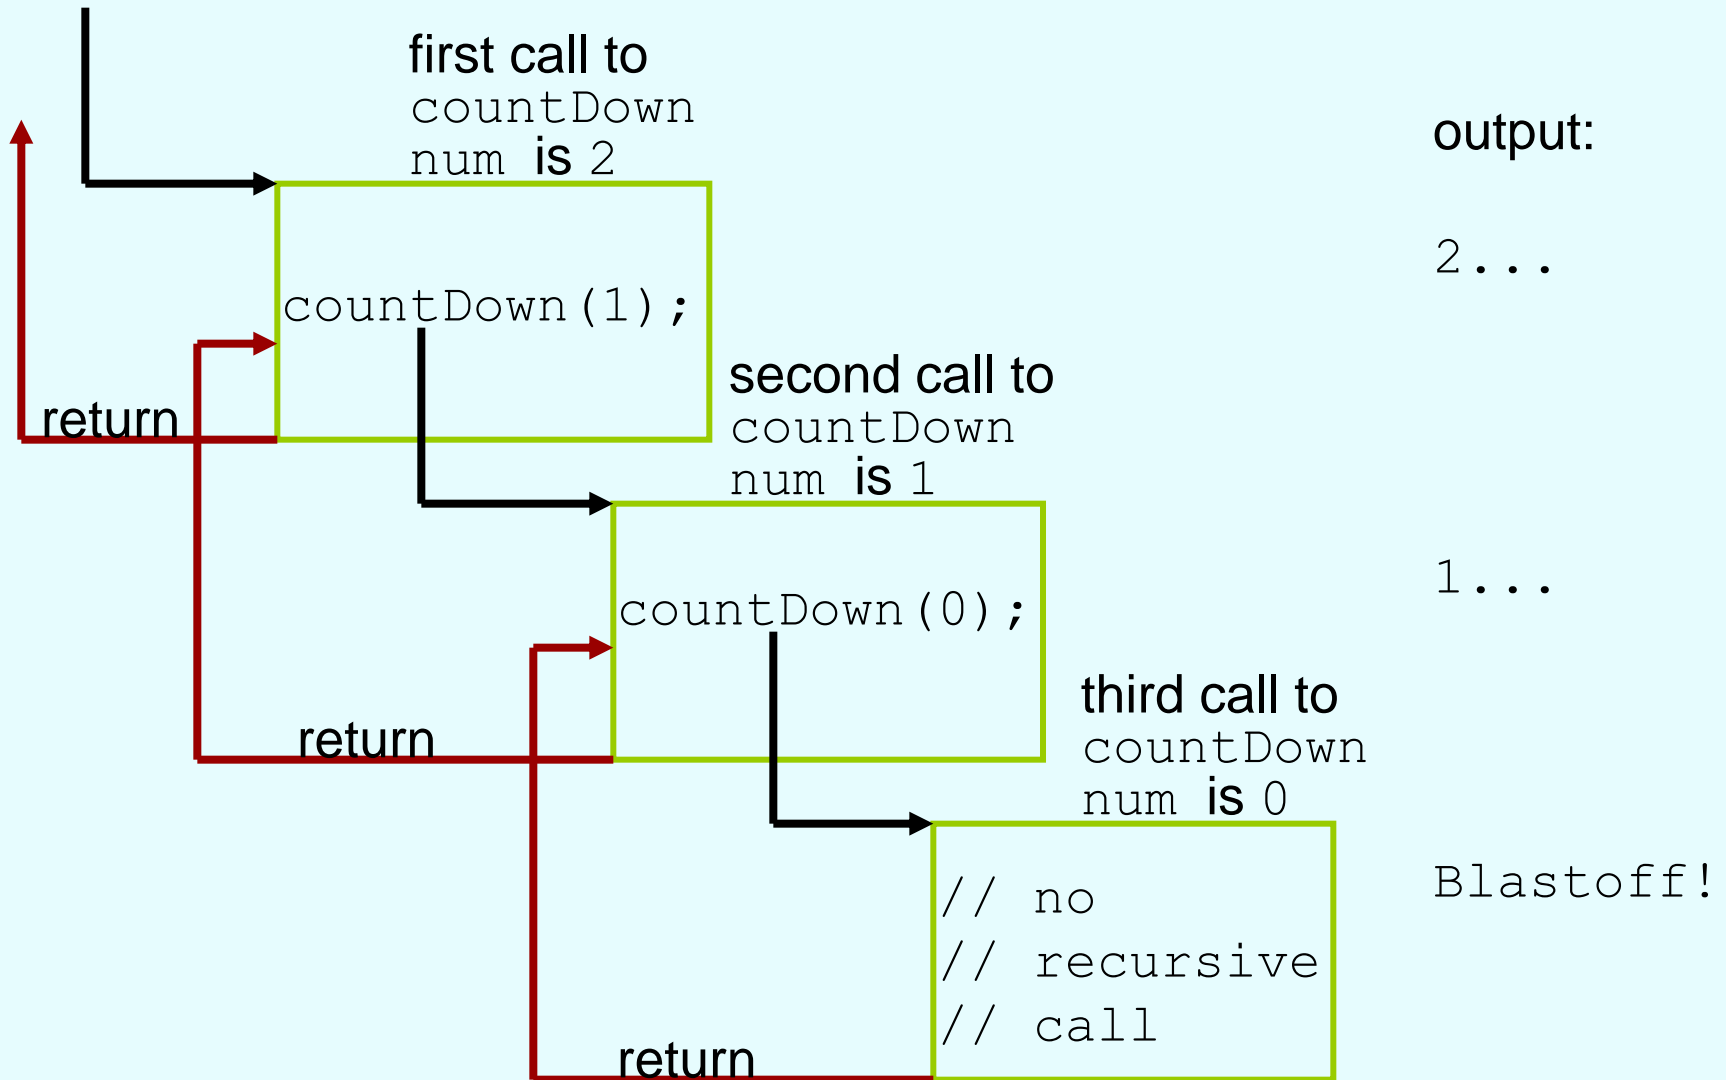 first call to
countDown
num is 2
output:
2...
countDown(1);
return
second call to
countDown
num is 1
1...
countDown(0);
return
third call to
countDown
num is 0
Blastoff!
// no
// recursive
// call
return